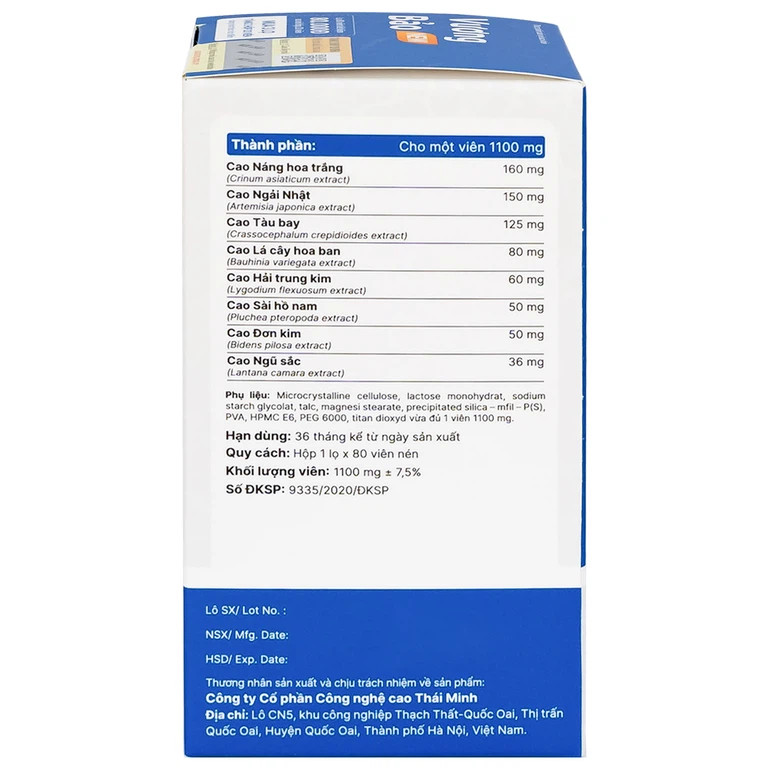 Vương
Bảo
NEW
Thành phần: Cho một viên 1100 mg
Cao Náng hoa trắng 160 mg
(Crinum asiaticum extract)
Cao Ngải Nhật 150 mg
(Artemisia japonica extract)
Cao Tàu bay 125 mg
(Crassocephalum crepidioides extract)
Cao Lá cây hoa ban 80 mg
(Bauhinia variegata extract)
Cao Hải trung kim 60 mg
(Lygodium flexuosum extract)
Cao Sài hồ nam 50 mg
(Pluchea pteropoda extract)
Cao Đơn kim 50 mg
(Bidens pilosa extract)
Cao Ngũ sắc 36 mg
(Lantana camara extract)
Phụ liệu: Microcrystalline cellulose, lactose monohydrat, sodium
starch glycolat, talc, magnesi stearate, precipitated silica – mfil – P(S),
PVA, HPMC E6, PEG 6000, titan dioxyd vừa đủ 1 viên 1100 mg.
Hạn dùng: 36 tháng kể từ ngày sản xuất
Quy cách: Hộp 1 lọ x 80 viên nén
Khối lượng viên: 1100 mg ± 7,5%
Số ĐKSP: 9335/2020/ĐKSP
Lô SX/ Lot No. :
NSX/ Mfg. Date:
HSD/ Exp. Date:
Thương nhân sản xuất và chịu trách nhiệm về sản phẩm:
Công ty Cổ phần Công nghệ cao Thái Minh
Địa chỉ: Lô CN5, khu công nghiệp Thạch Thất-Quốc Oai, Thị trấn
Quốc Oai, Huyện Quốc Oai, Thành phố Hà Nội, Việt Nam.